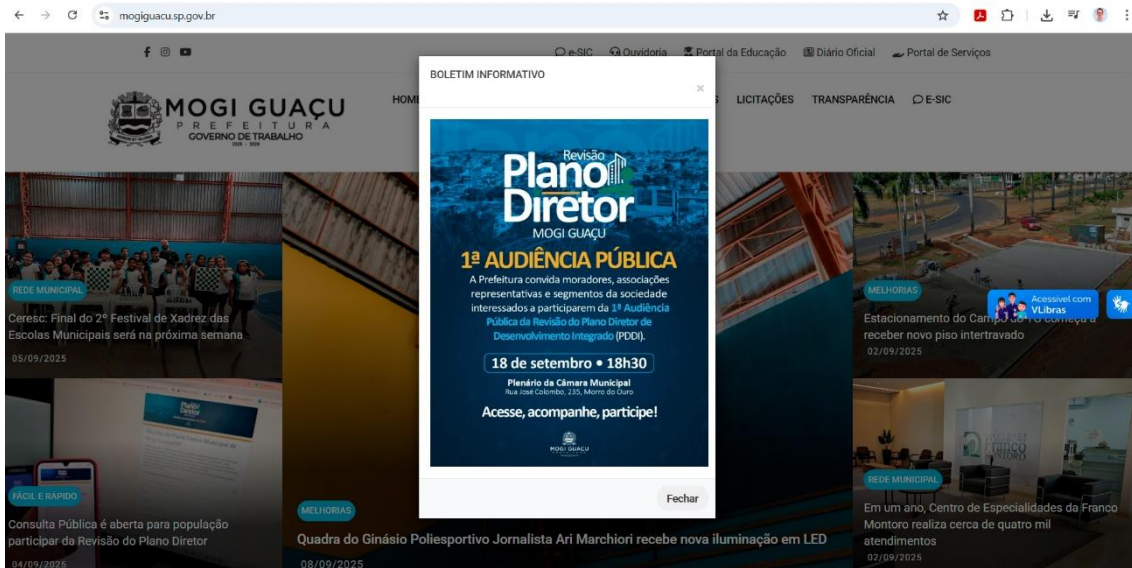 mogiguacu.sp.gov.br
e-SIC Ouvidoria Portal da Educação Diário Oficial Portal de Serviços
MOGI GUAÇU
PREFEITURA
GOVERNO DE TRABALHO
HOME
LICITAÇÕES TRANSPARÊNCIA E-SIC
BOLETIM INFORMATIVO
×
Revisão
Plano
Diretor
MOGI GUAÇU
1ª AUDIÊNCIA PÚBLICA
A Prefeitura convida moradores, associações
representativas e segmentos da sociedade
interessados a participarem da 1ª Audiência
Pública da Revisão do Plano Diretor de
Desenvolvimento Integrado (PDDI).
18 de setembro • 18h30
Plenário da Câmara Municipal
Rua José Colombo, 235, Morro do Ouro
Acesse, acompanhe, participe!
MOGI GUAÇU
Fechar
REDE MUNICIPAL
Ceresc: Final do 2º Festival de Xadrez das
Escolas Municipais será na próxima semana
05/09/2025
FÁCIL E RÁPIDO
Consulta Pública é aberta para população
participar da Revisão do Plano Diretor
04/09/2025
MELHORIAS
Quadra do Ginásio Poliesportivo Jornalista Ari Marchiori recebe nova iluminação em LED
08/09/2025
MELHORIAS
Acessível com
VLibras
Estacionamento do Campo do TG começa a
receber novo piso intertravado
02/09/2025
REDE MUNICIPAL
Em um ano, Centro de Especialidades da Franco
Montoro realiza cerca de quatro mil
atendimentos
02/09/2025